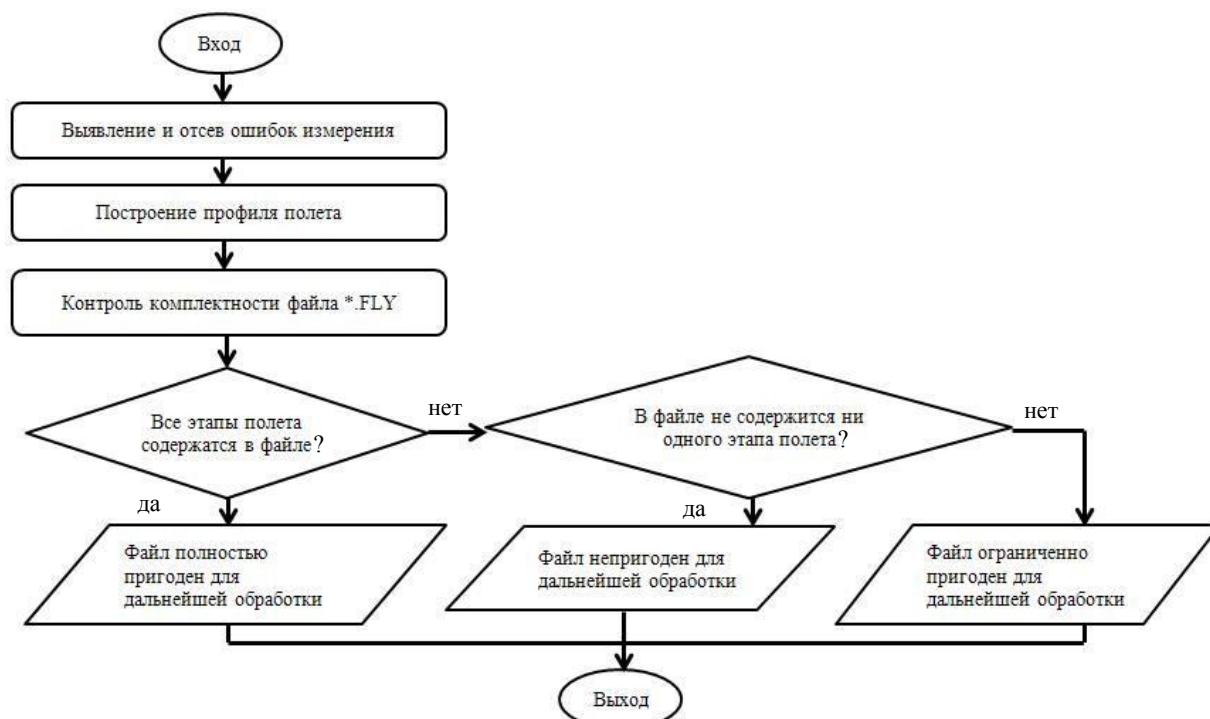 Вход
Выявление и отсев ошибок измерения
Построение профиля полета
Контроль комплектности файла *.FLY
Все этапы полета
содержатся в файле?
нет
В файле не содержится ни
одного этапа полета?
нет
да
да
Файл полностью
пригоден для
дальнейшей обработки
Файл непригоден для
дальнейшей обработки
Файл ограниченно
пригоден для
дальнейшей обработки
Выход